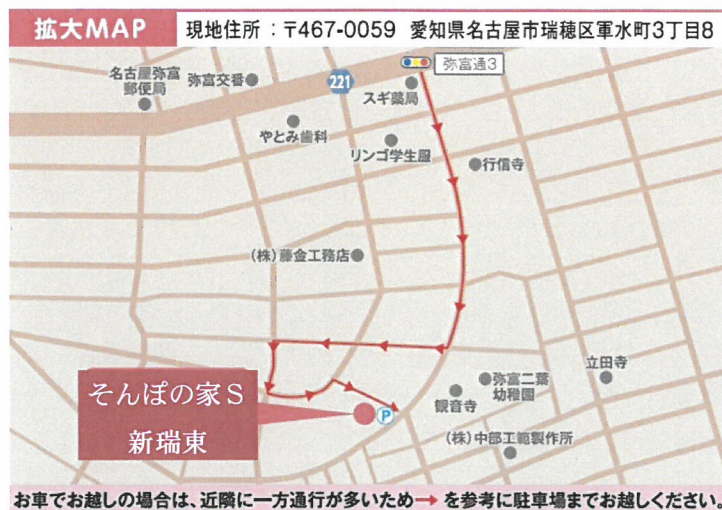 拡大MAP
現地住所 : 〒467-0059 愛知県名古屋市瑞穂区軍水町3丁目8
弥富通3
名古屋弥富
郵便局
弥富交番
221
スギ薬局
やとみ歯科
リンゴ学生服
行信寺
(株)藤金工務店
そんぽの家S
新瑞東
P
弥富二葉
幼稚園
観音寺
立田寺
(株)中部工範製作所
お車でお越しの場合は、近隣に一方通行が多いため→ を参考に駐車場までお越しください。